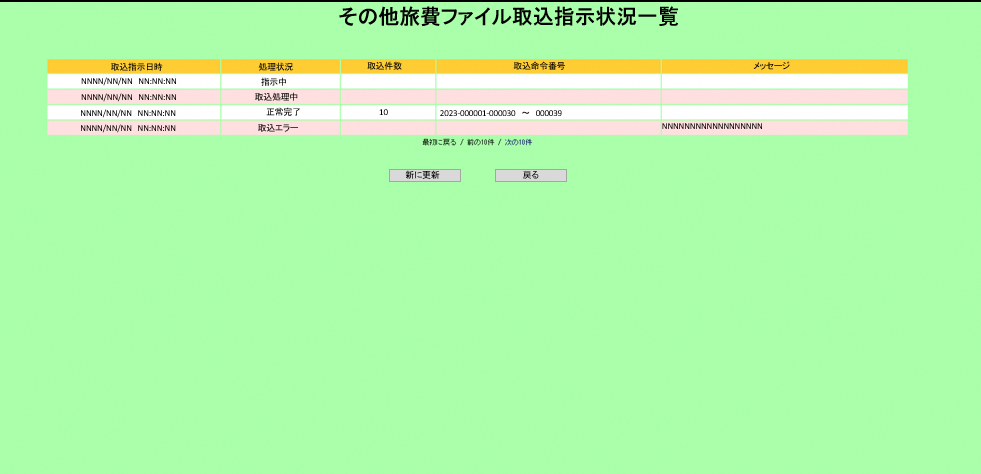 その他旅費ファイル取込指示状況一覧
取込指示日時 処理状況 取込件数 取込命令番号 メッセージ
NNNN/NN/NN NN:NN:NN 指示中
NNNN/NN/NN NN:NN:NN 取込処理中
NNNN/NN/NN NN:NN:NN 正常完了 10 2023-000001-000030 ～ 000039
NNNN/NN/NN NN:NN:NN 取込エラー NNNNNNNNNNNNNNNNNN
最初に戻る / 前の10件 / 次の10件
新に更新 戻る